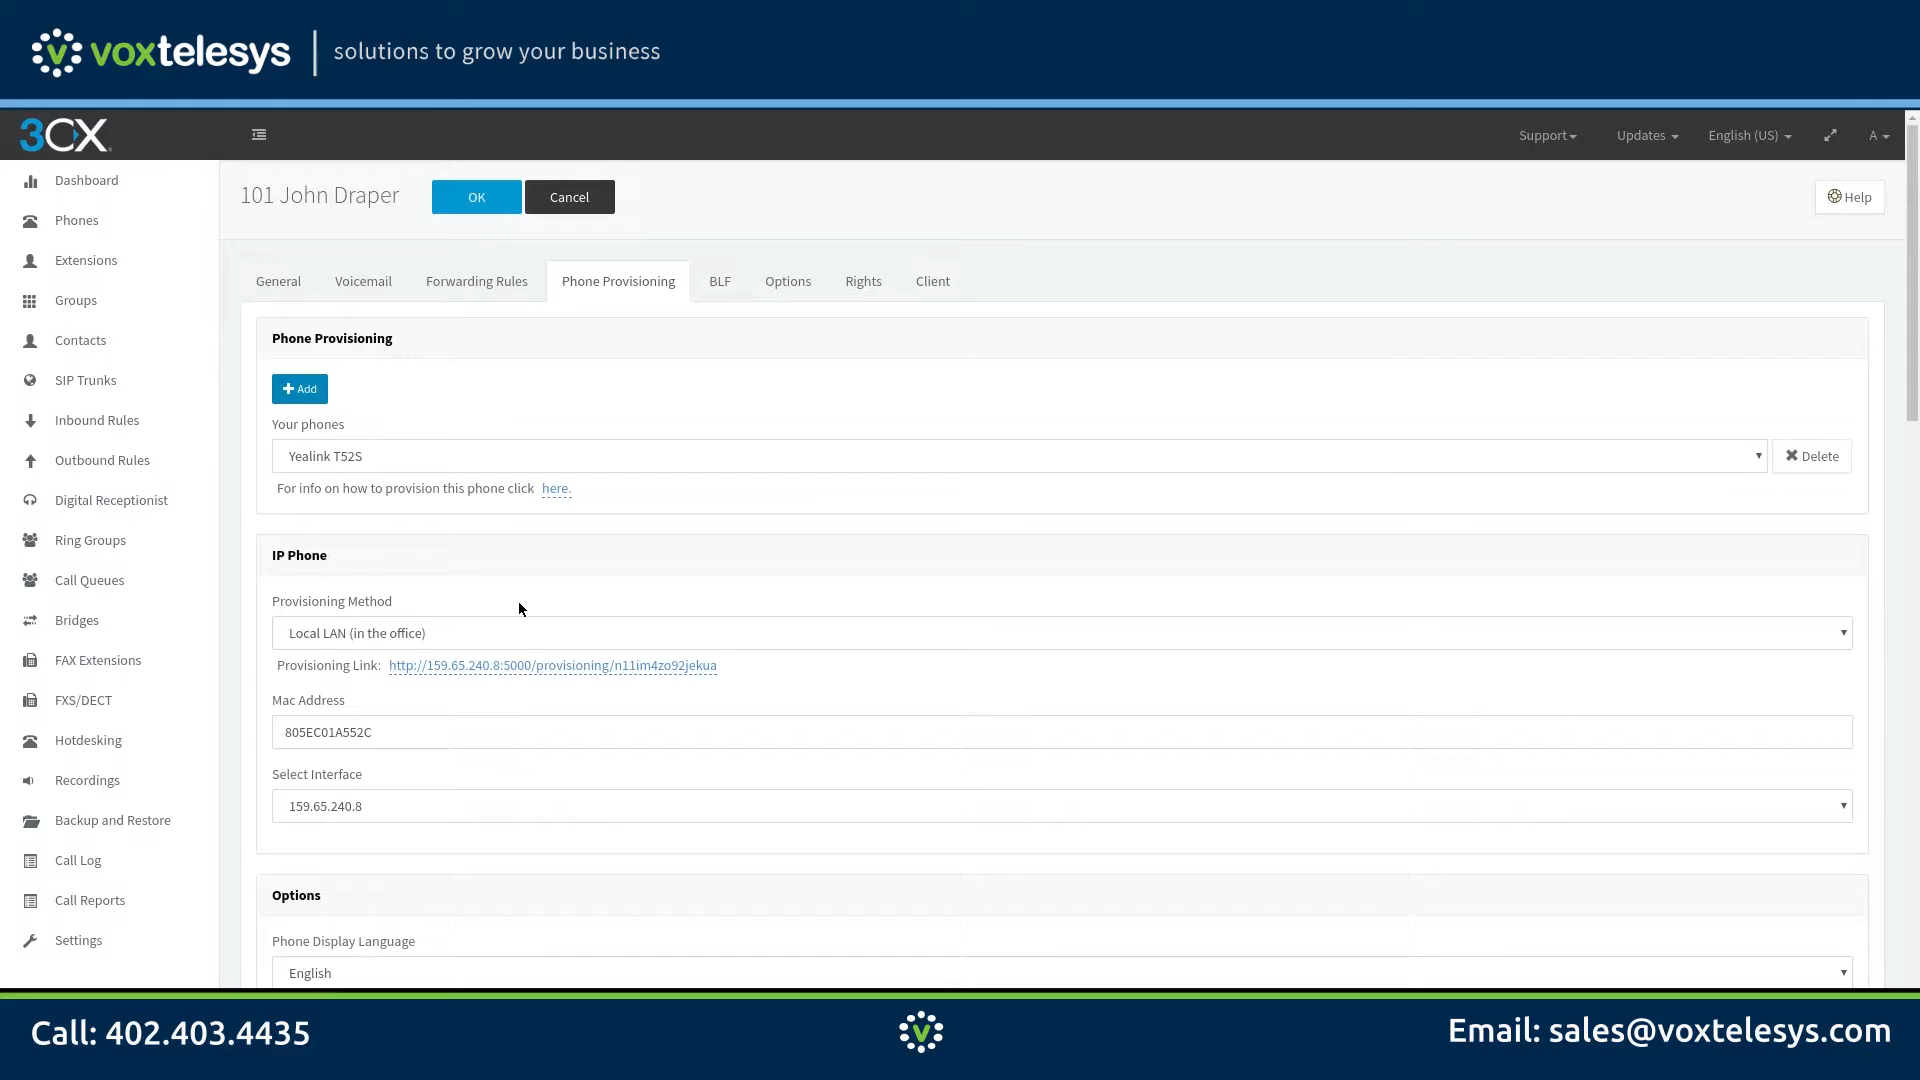 voxtelesys | solutions to grow your business
3CX
Support
Updates
English (US)
A
Dashboard
Phones
Extensions
Groups
Contacts
SIP Trunks
Inbound Rules
Outbound Rules
Digital Receptionist
Ring Groups
Call Queues
Bridges
FAX Extensions
FXS/DECT
Hotdesking
Recordings
Backup and Restore
Call Log
Call Reports
Settings
101 John Draper
OK
Cancel
Help
General
Voicemail
Forwarding Rules
Phone Provisioning
BLF
Options
Rights
Client
Phone Provisioning
Add
Your phones
Yealink T52S
Delete
For info on how to provision this phone click here.
IP Phone
Provisioning Method
Local LAN (in the office)
Provisioning Link: http://159.65.240.8:5000/provisioning/n11im4zo92jekua
Mac Address
805EC01A552C
Select Interface
159.65.240.8
Options
Phone Display Language
English
Call: 402.403.4435
v
Email: sales@voxtelesys.com